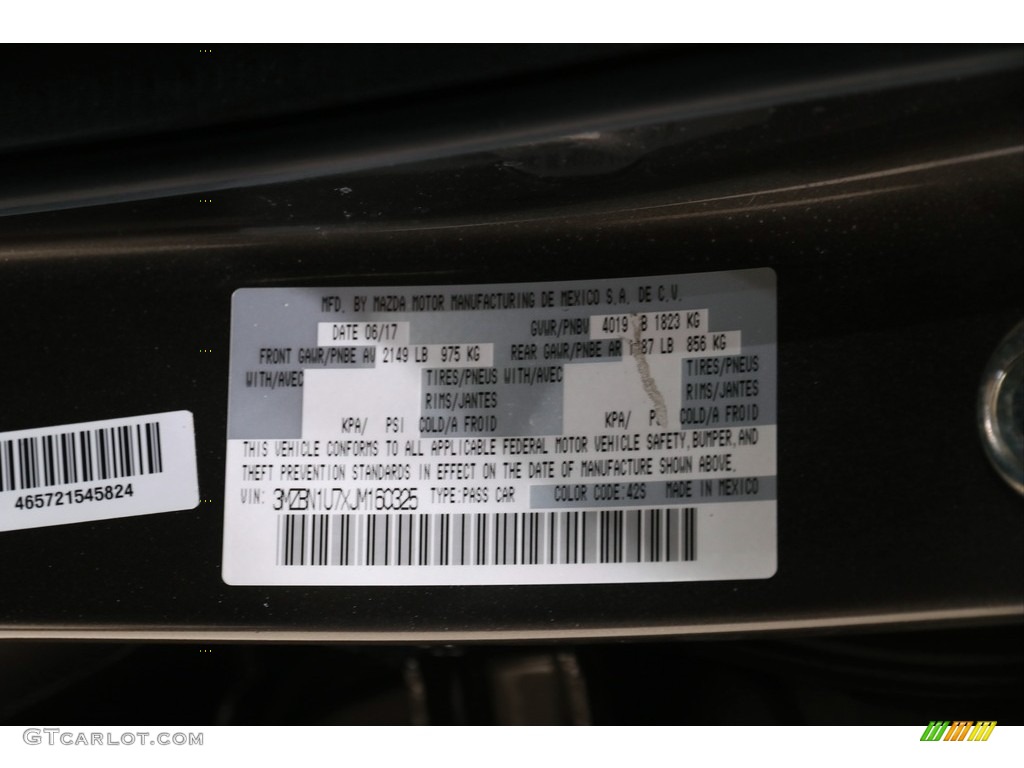 MFD. BY MAZDA MOTOR MANUFACTURING DE MEXICO S.A. DE C.V.
DATE 06/17 GVWR/PNBV 4019 B 1823 KG
FRONT GAWR/PNBE AV 2149 LB 975 KG REAR GAWR/PNBE AR 87 LB 856 KG
WITH/AVEC TIRES/PNEUS WITH/AVEC TIRES/PNEUS
RIMS/JANTES RIMS/JANTES
KPA/ PSI COLD/A FROID KPA/ P COLD/A FROID
THIS VEHICLE CONFORMS TO ALL APPLICABLE FEDERAL MOTOR VEHICLE SAFETY, BUMPER, AND
THEFT PREVENTION STANDARDS IN EFFECT ON THE DATE OF MANUFACTURE SHOWN ABOVE.
VIN: 3MZBN1U7XJM160325 TYPE:PASS CAR COLOR CODE:42S MADE IN MEXICO
465721545824
GTCARLOT.COM